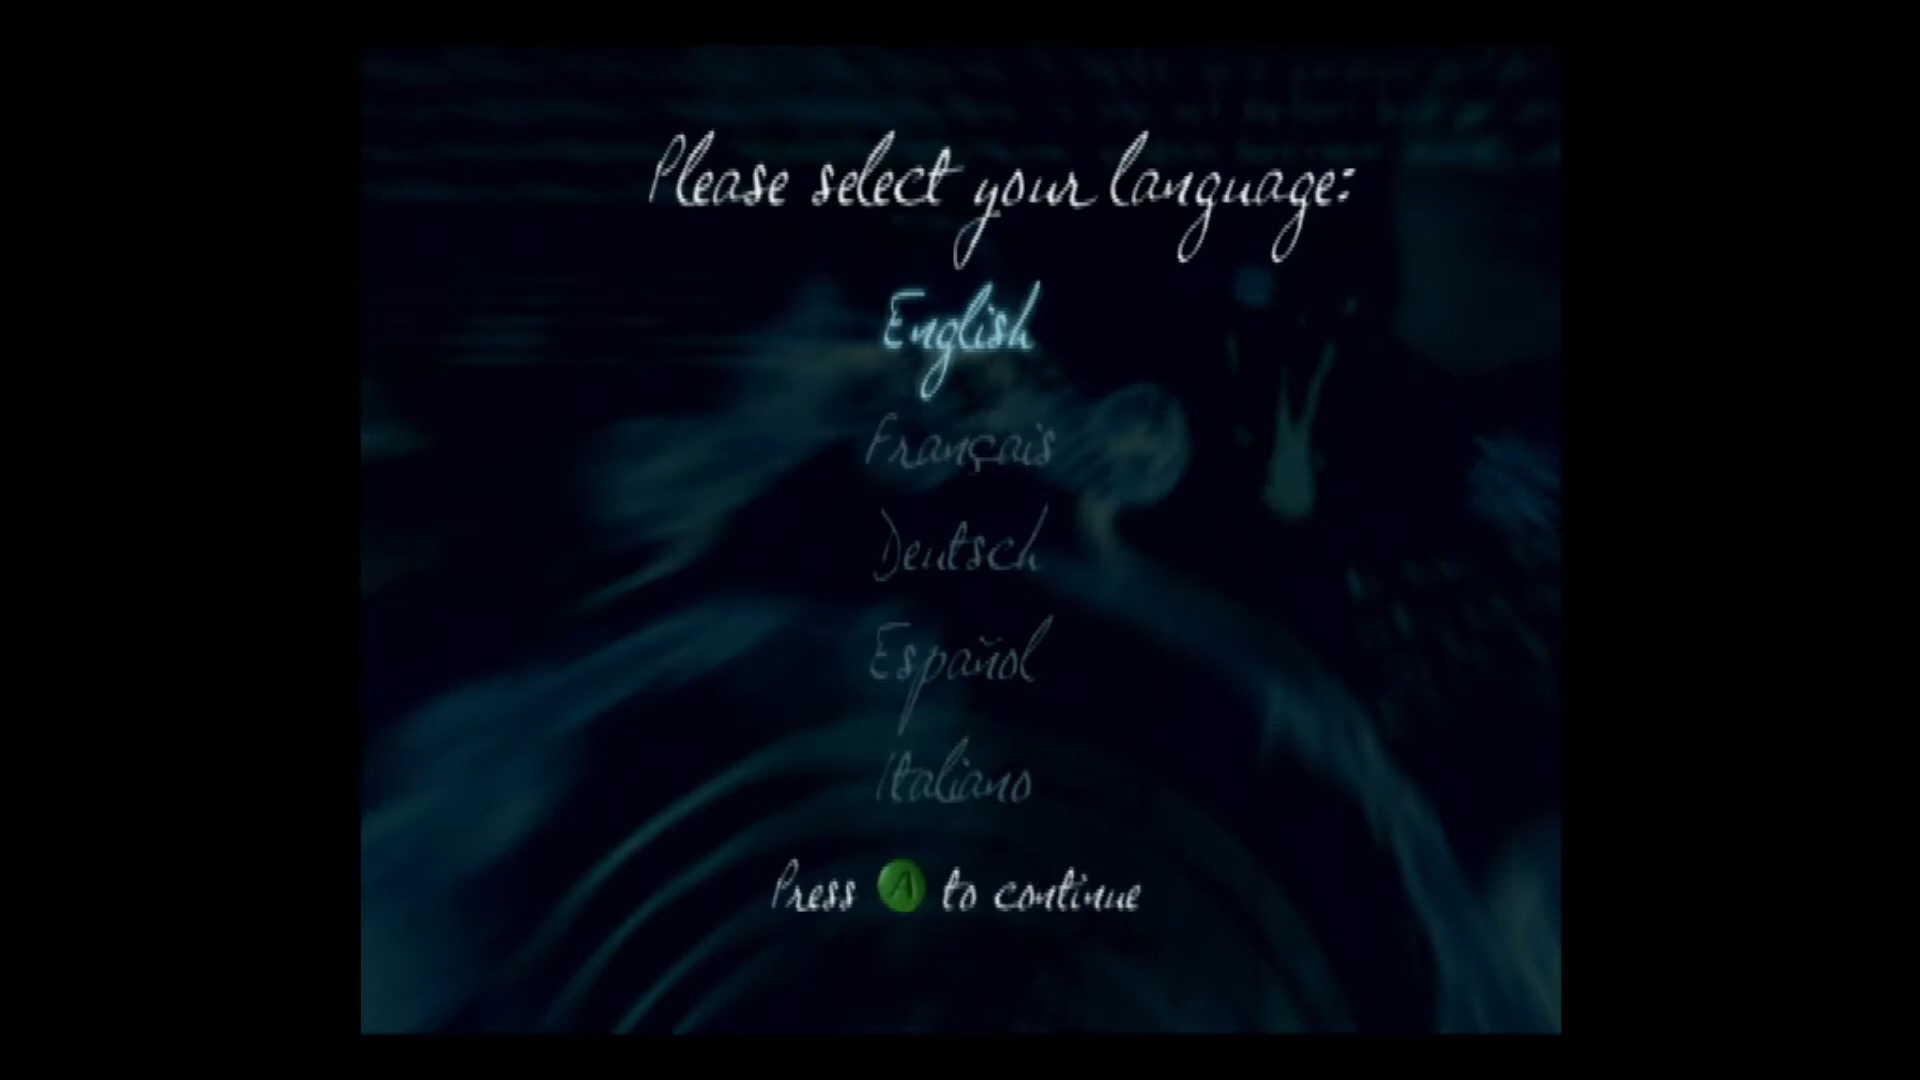 Please select your language:
English
Français
Deutsch
Español
Italiano
Press A to continue